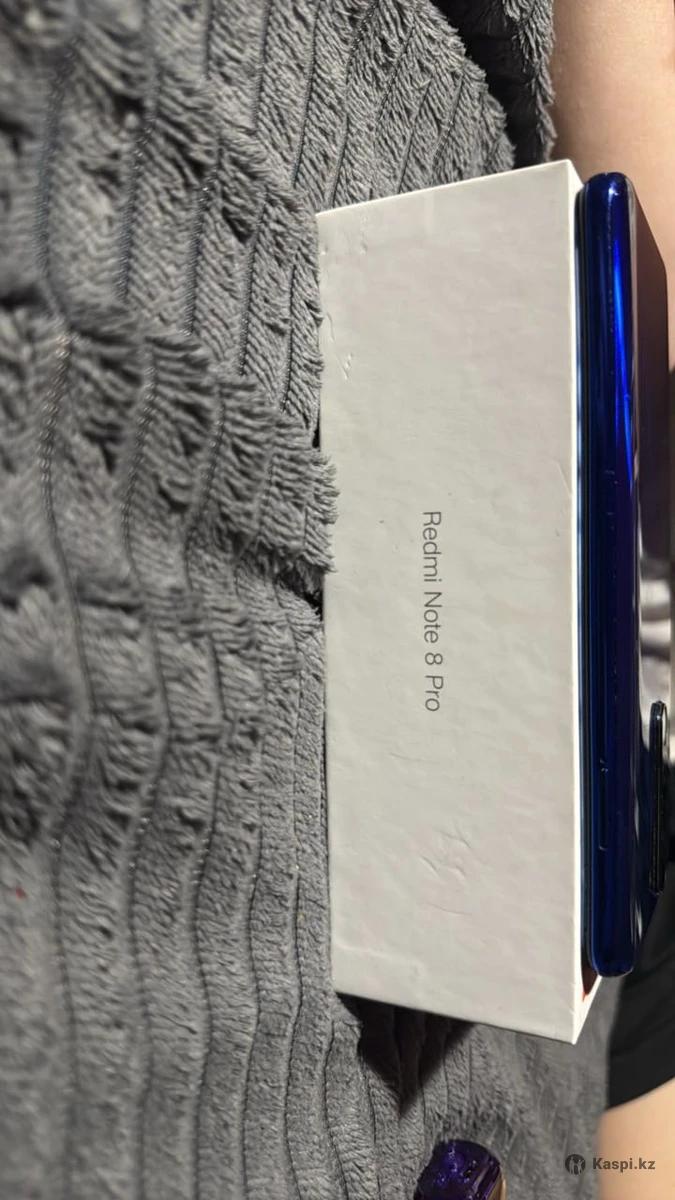 Redmi Note 8 Pro
Kaspi.kz